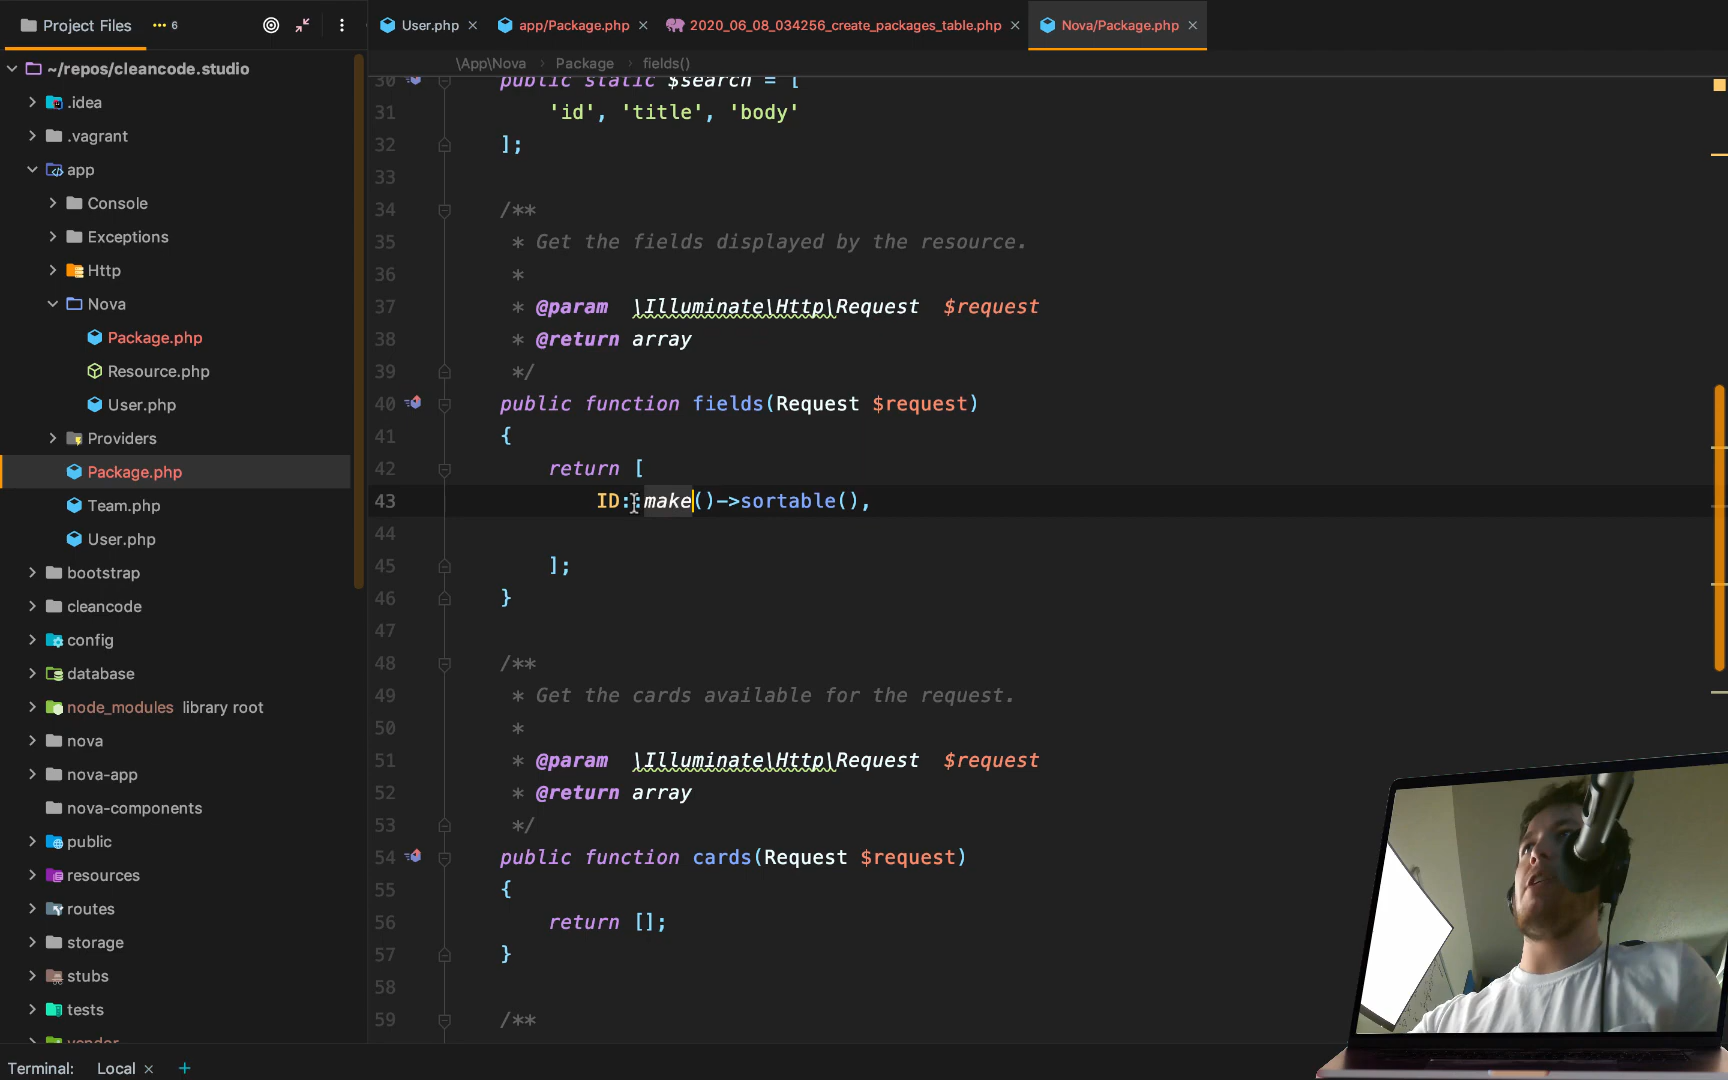 Project Files
6
User.php
app/Package.php
2020_06_08_034256_create_packages_table.php
Nova/Package.php
~/repos/cleancode.studio
\App\Nova
Package
fields()
.idea
.vagrant
app
Console
Exceptions
Http
Nova
Package.php
Resource.php
User.php
Providers
Package.php
Team.php
User.php
bootstrap
cleancode
config
database
node_modules library root
nova
nova-app
nova-components
public
resources
routes
storage
stubs
tests
vendor
30 public static $search = [
31 'id', 'title', 'body'
32 ];
33
34 /**
35 * Get the fields displayed by the resource.
36 *
37 * @param \Illuminate\Http\Request $request
38 * @return array
39 */
40 public function fields(Request $request)
41 {
42 return [
43 ID::make()->sortable(),
44
45 ];
46 }
47
48 /**
49 * Get the cards available for the request.
50 *
51 * @param \Illuminate\Http\Request $request
52 * @return array
53 */
54 public function cards(Request $request)
55 {
56 return [];
57 }
58
59 /**
Terminal: Local × +